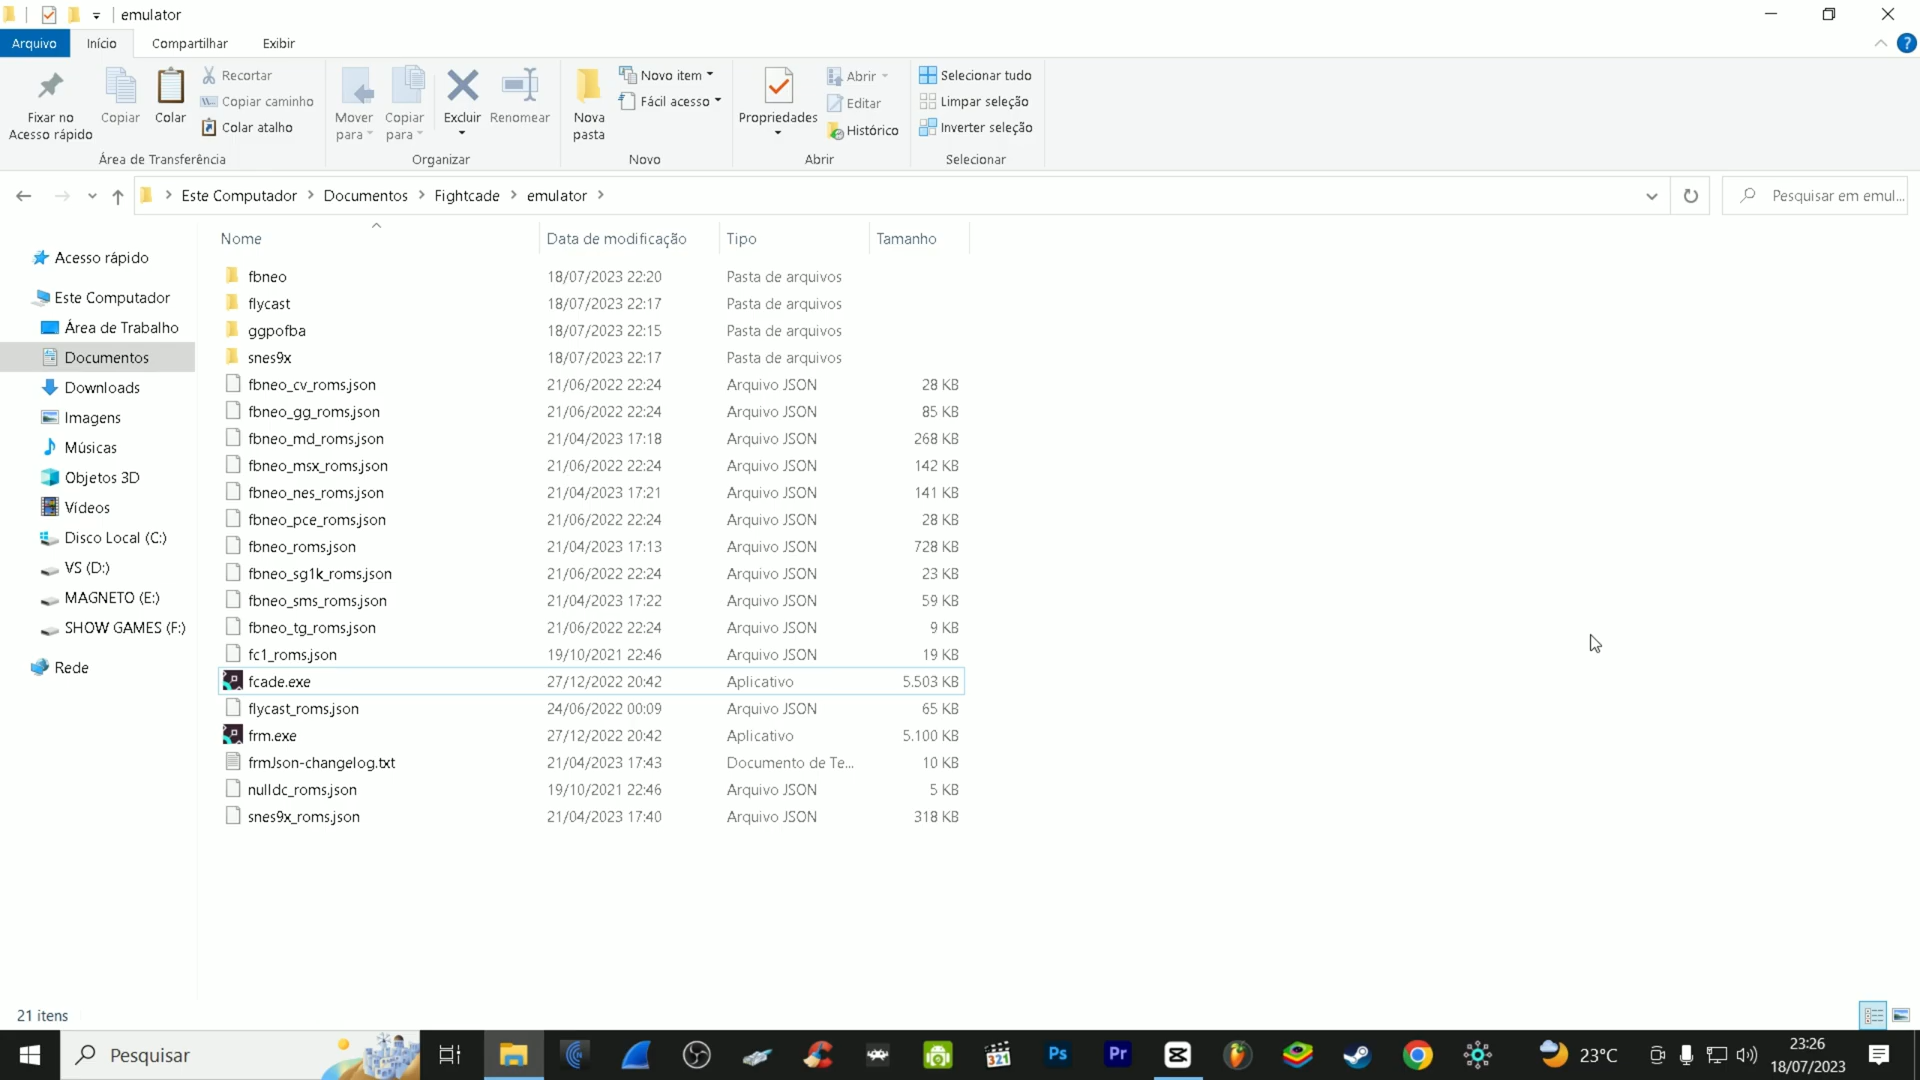 emulator
Arquivo Início Compartilhar Exibir
Fixar no
Acesso rápido
Copiar
Colar
Recortar
Copiar caminho
Colar atalho
Área de Transferência
Mover
para
Copiar
para
Excluir
Renomear
Organizar
Nova
pasta
Novo item
Fácil acesso
Novo
Propriedades
Abrir
Editar
Histórico
Abrir
Selecionar tudo
Limpar seleção
Inverter seleção
Selecionar
Este Computador Documentos Fightcade emulator
Pesquisar em emul...
Acesso rápido
Este Computador
Área de Trabalho
Documentos
Downloads
Imagens
Músicas
Objetos 3D
Vídeos
Disco Local (C:)
VS (D:)
MAGNETO (E:)
SHOW GAMES (F:)
Rede
Nome Data de modificação Tipo Tamanho
fbneo 18/07/2023 22:20 Pasta de arquivos
flycast 18/07/2023 22:17 Pasta de arquivos
ggpofba 18/07/2023 22:15 Pasta de arquivos
snes9x 18/07/2023 22:17 Pasta de arquivos
fbneo_cv_roms.json 21/06/2022 22:24 Arquivo JSON 28 KB
fbneo_gg_roms.json 21/06/2022 22:24 Arquivo JSON 85 KB
fbneo_md_roms.json 21/04/2023 17:18 Arquivo JSON 268 KB
fbneo_msx_roms.json 21/06/2022 22:24 Arquivo JSON 142 KB
fbneo_nes_roms.json 21/04/2023 17:21 Arquivo JSON 141 KB
fbneo_pce_roms.json 21/06/2022 22:24 Arquivo JSON 28 KB
fbneo_roms.json 21/04/2023 17:13 Arquivo JSON 728 KB
fbneo_sg1k_roms.json 21/06/2022 22:24 Arquivo JSON 23 KB
fbneo_sms_roms.json 21/04/2023 17:22 Arquivo JSON 59 KB
fbneo_tg_roms.json 21/06/2022 22:24 Arquivo JSON 9 KB
fc1_roms.json 19/10/2021 22:46 Arquivo JSON 19 KB
fcade.exe 27/12/2022 20:42 Aplicativo 5.503 KB
flycast_roms.json 24/06/2022 00:09 Arquivo JSON 65 KB
frm.exe 27/12/2022 20:42 Aplicativo 5.100 KB
frmJson-changelog.txt 21/04/2023 17:43 Documento de Te... 10 KB
nulldc_roms.json 19/10/2021 22:46 Arquivo JSON 5 KB
snes9x_roms.json 21/04/2023 17:40 Arquivo JSON 318 KB
21 itens
Pesquisar
321
Ps
Pr
23°C
23:26
18/07/2023